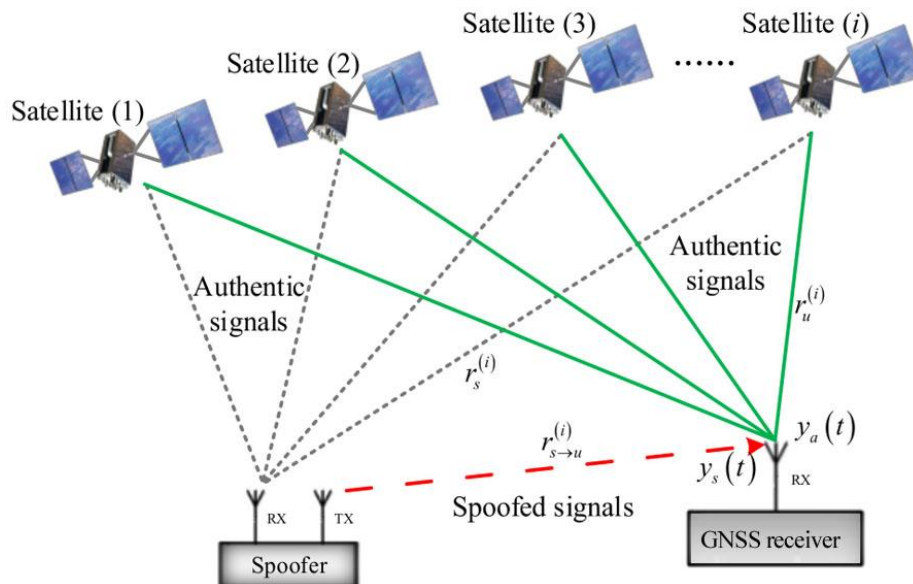 Satellite (1)
Satellite (2)
Satellite (3)
......
Satellite (i)
Authentic
signals
Authentic
signals
r_u^{(i)}
r_s^{(i)}
r_{s→u}^{(i)}
y_a(t)
y_s(t)
RX
TX
RX
Spoofed signals
Spoofer
GNSS receiver